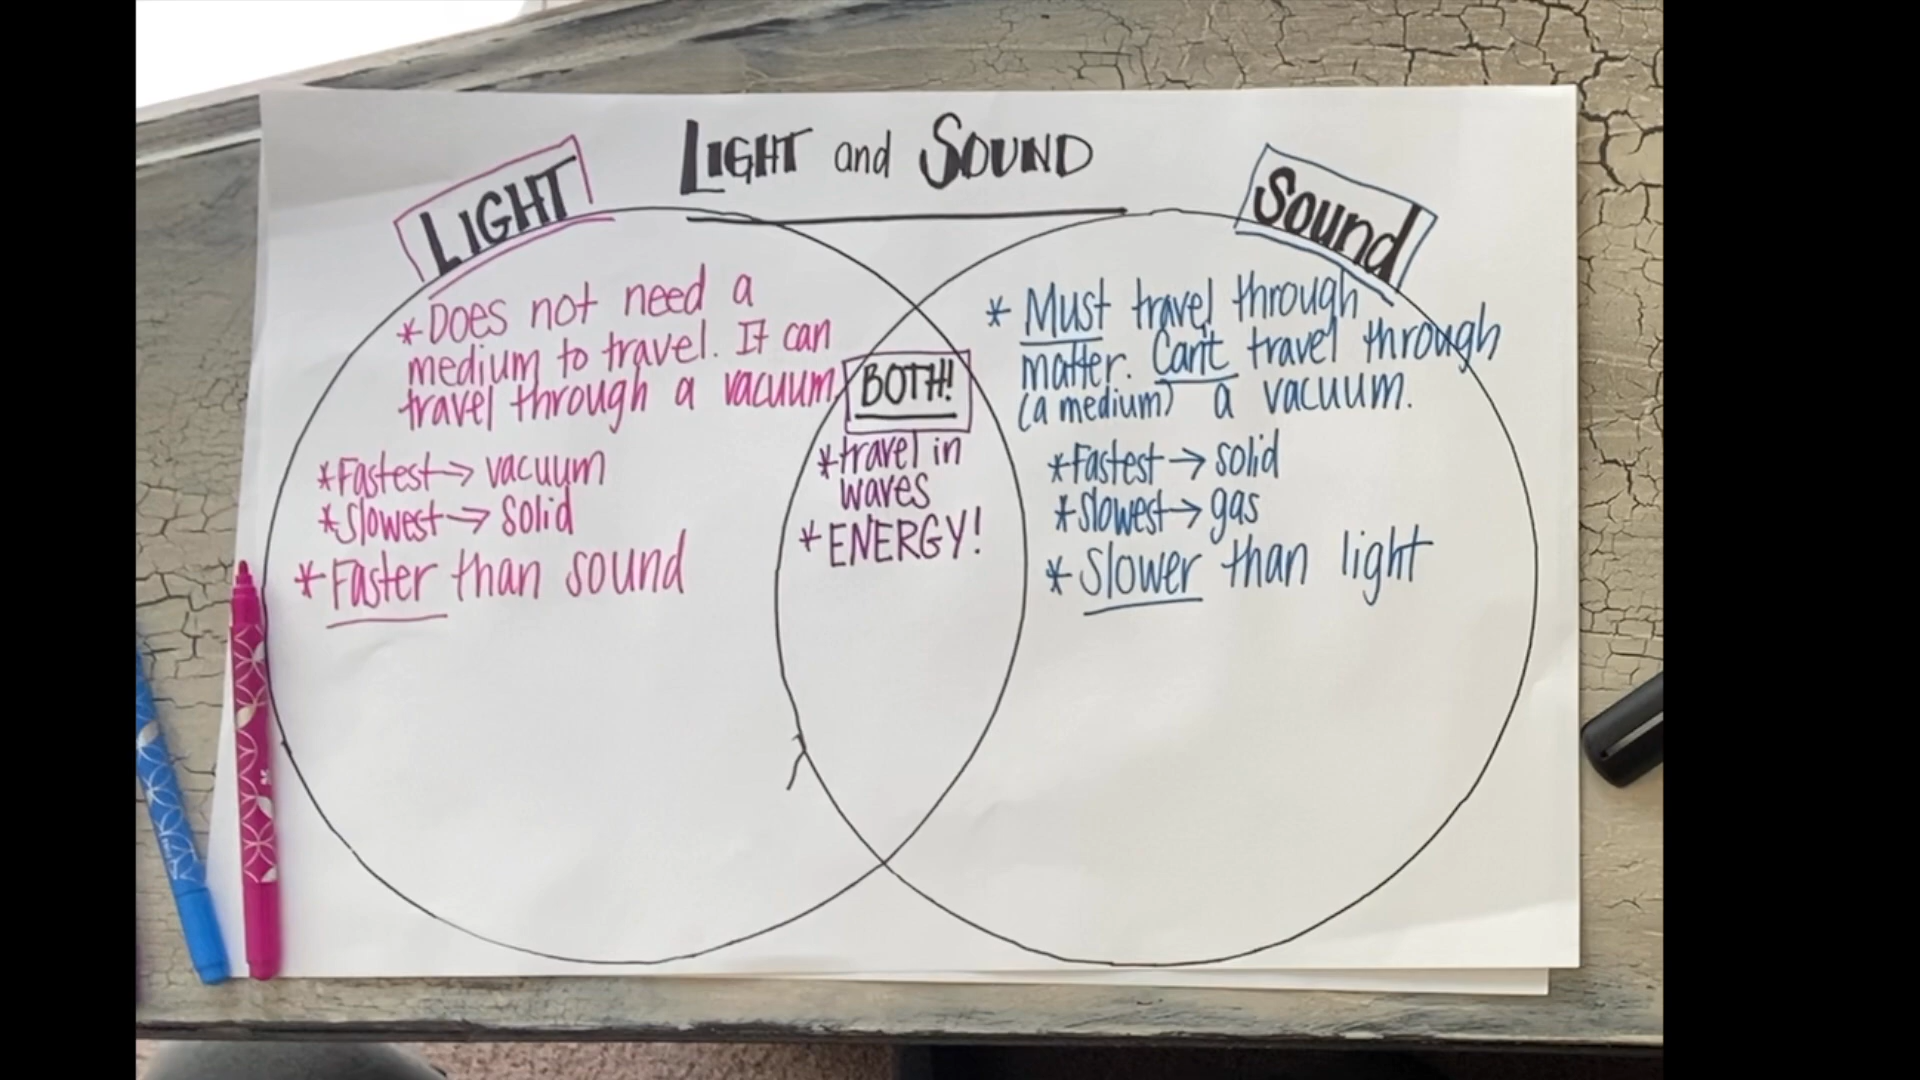 LIGHT and SOUND
LIGHT
*Does not need a
medium to travel. It can
travel through a vacuum.
*Fastest → vacuum
*Slowest → solid
*Faster than sound
BOTH!
*travel in
waves
*ENERGY!
Sound
* Must travel through
matter. Can't travel through
(a medium) a vacuum.
*Fastest → solid
*Slowest → gas
*Slower than light